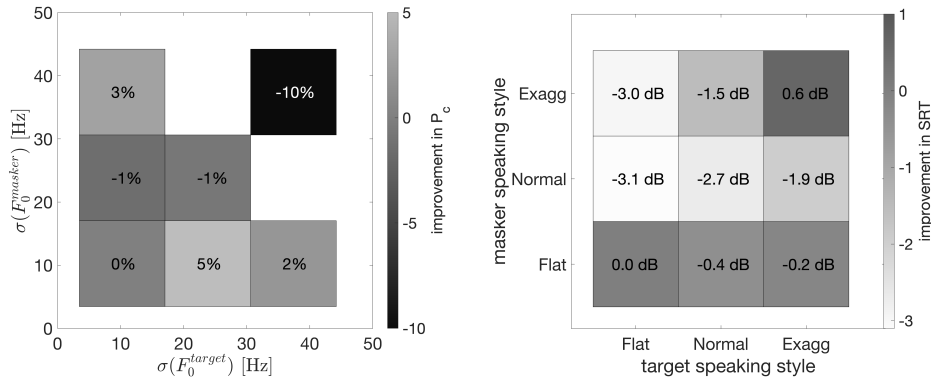 50
40
30
20
10
0
σ(F₀^{masker}) [Hz]
3%
-10%
-1%
-1%
0%
5%
2%
0
10
20
30
40
50
σ(F₀^{target}) [Hz]
5
0
-5
-10
improvement in P_c
masker speaking style
Exagg
Normal
Flat
-3.0 dB
-1.5 dB
0.6 dB
-3.1 dB
-2.7 dB
-1.9 dB
0.0 dB
-0.4 dB
-0.2 dB
Flat
Normal
Exagg
target speaking style
1
0
-1
-2
-3
improvement in SRT